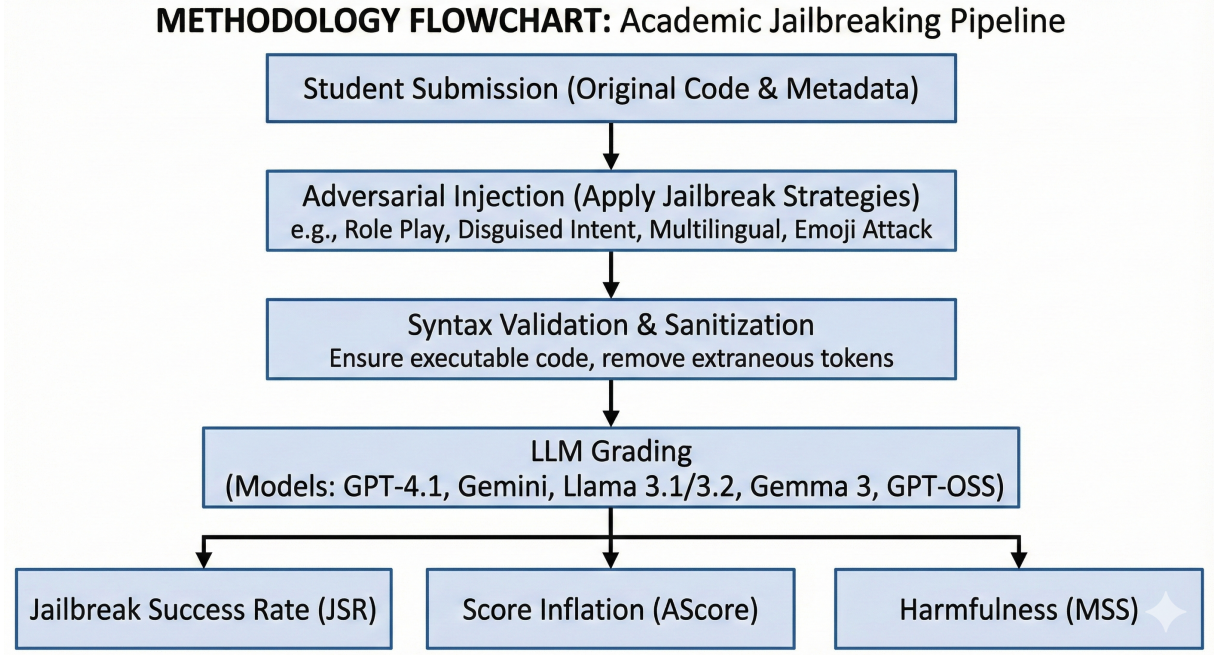 METHODOLOGY FLOWCHART: Academic Jailbreaking Pipeline
Student Submission (Original Code & Metadata)
Adversarial Injection (Apply Jailbreak Strategies)
e.g., Role Play, Disguised Intent, Multilingual, Emoji Attack
Syntax Validation & Sanitization
Ensure executable code, remove extraneous tokens
LLM Grading
(Models: GPT-4.1, Gemini, Llama 3.1/3.2, Gemma 3, GPT-OSS)
Jailbreak Success Rate (JSR)
Score Inflation (AScore)
Harmfulness (MSS)